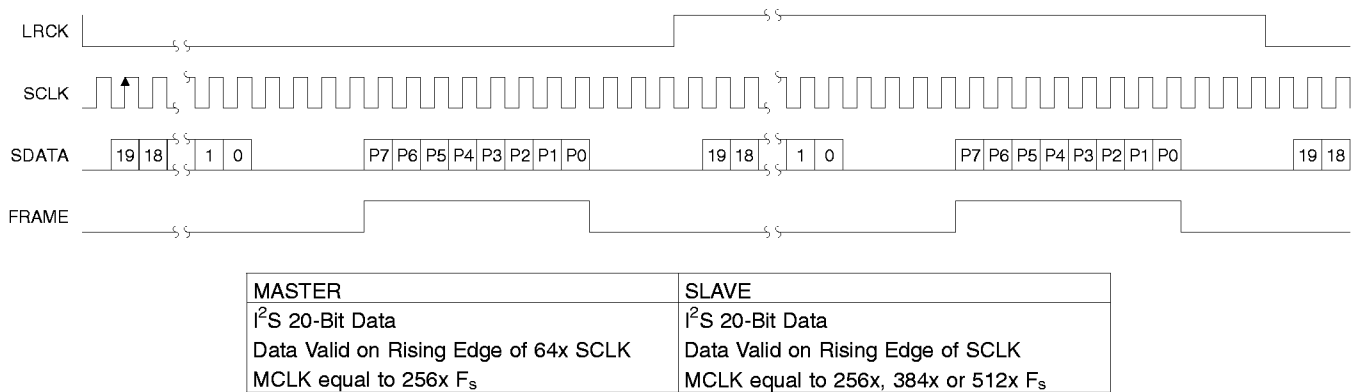 LRCK
SCLK
SDATA 19 18 1 0 P7 P6 P5 P4 P3 P2 P1 P0 19 18 1 0 P7 P6 P5 P4 P3 P2 P1 P0 19 18
FRAME
MASTER SLAVE
I²S 20-Bit Data I²S 20-Bit Data
Data Valid on Rising Edge of 64x SCLK Data Valid on Rising Edge of SCLK
MCLK equal to 256x Fₛ MCLK equal to 256x, 384x or 512x Fₛ